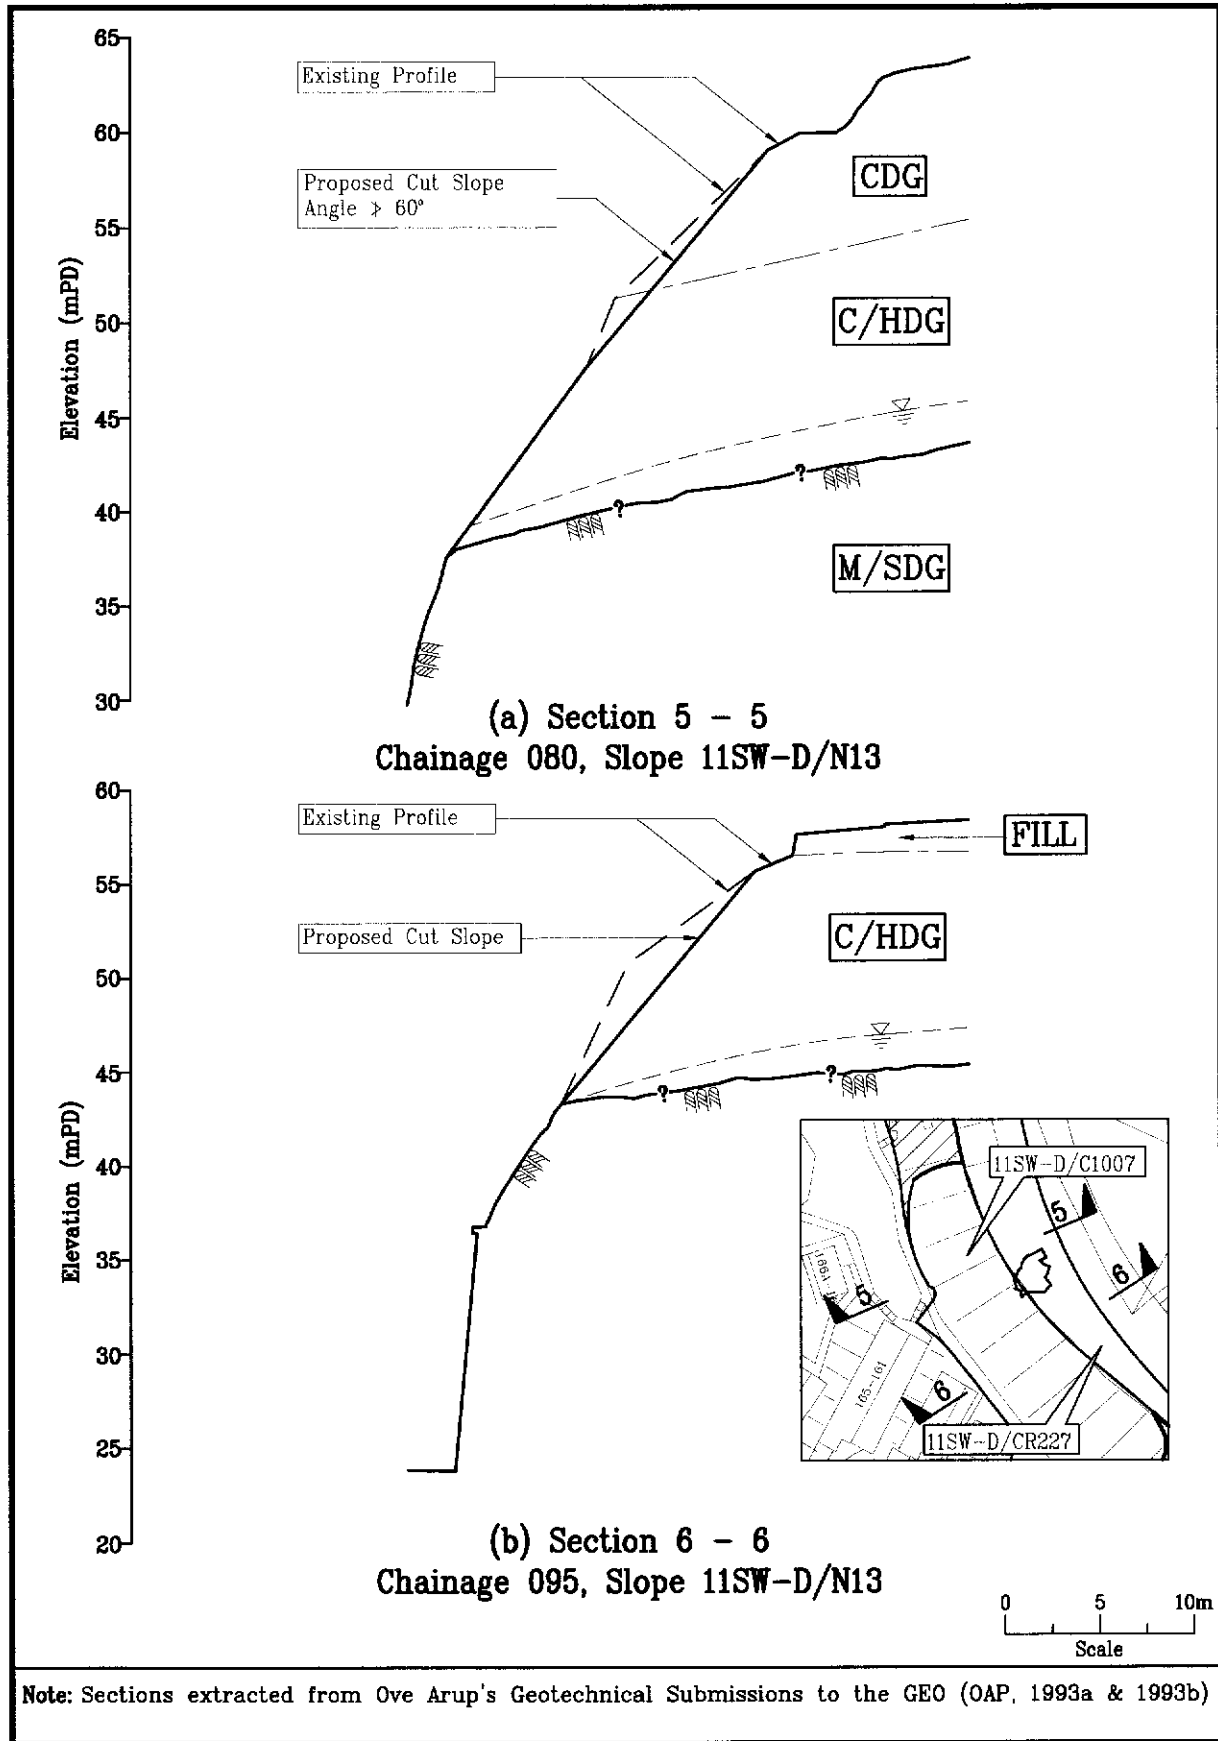 65
60
55
50
45
40
35
30
Elevation (mPD)
Existing Profile
Proposed Cut Slope
Angle ≯ 60°
CDG
C/HDG
M/SDG
?
?
(a) Section 5 - 5
Chainage 080, Slope 11SW-D/N13
60
55
50
45
40
35
30
25
20
Elevation (mPD)
Existing Profile
Proposed Cut Slope
FILL
C/HDG
?
?
11SW-D/C1007
5
6
5
6
165-161
11SW-D/CR227
(b) Section 6 - 6
Chainage 095, Slope 11SW-D/N13
0 5 10m
Scale
Note: Sections extracted from Ove Arup's Geotechnical Submissions to the GEO (OAP, 1993a & 1993b)